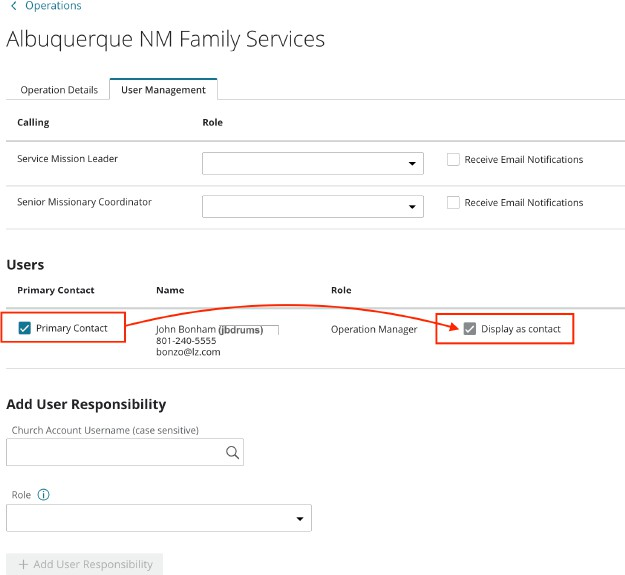 Operations
Albuquerque NM Family Services
Operation Details User Management
Calling Role
Service Mission Leader Receive Email Notifications
Senior Missionary Coordinator Receive Email Notifications
Users
Primary Contact Name Role
Primary Contact John Bonham (jbdrums) Operation Manager Display as contact
801-240-5555
bonzo@lz.com
Add User Responsibility
Church Account Username (case sensitive)
Role
+ Add User Responsibility